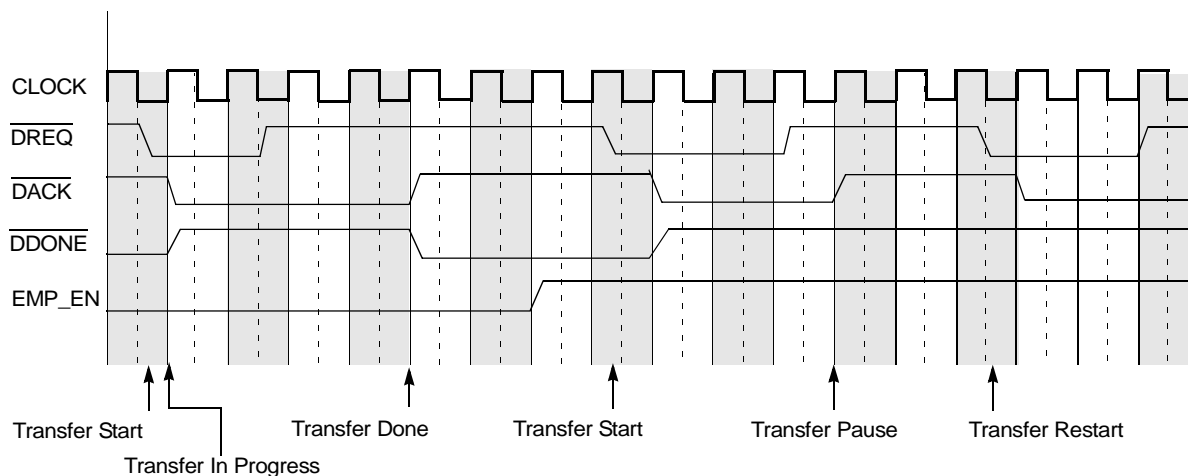 CLOCK
DREQ
DACK
DDONE
EMP_EN
Transfer Start
Transfer In Progress
Transfer Done
Transfer Start
Transfer Pause
Transfer Restart